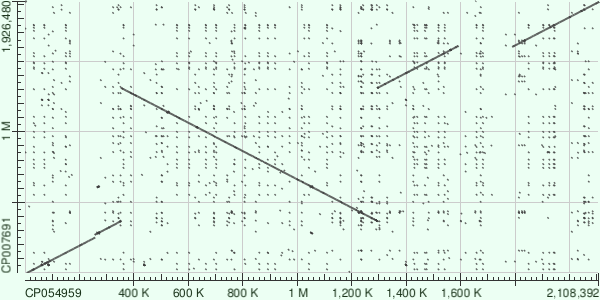 1,926,480
1 M
CP007691
CP054959
400 K
600 K
800 K
1 M
1,200 K
1,400 K
1,600 K
2,108,392